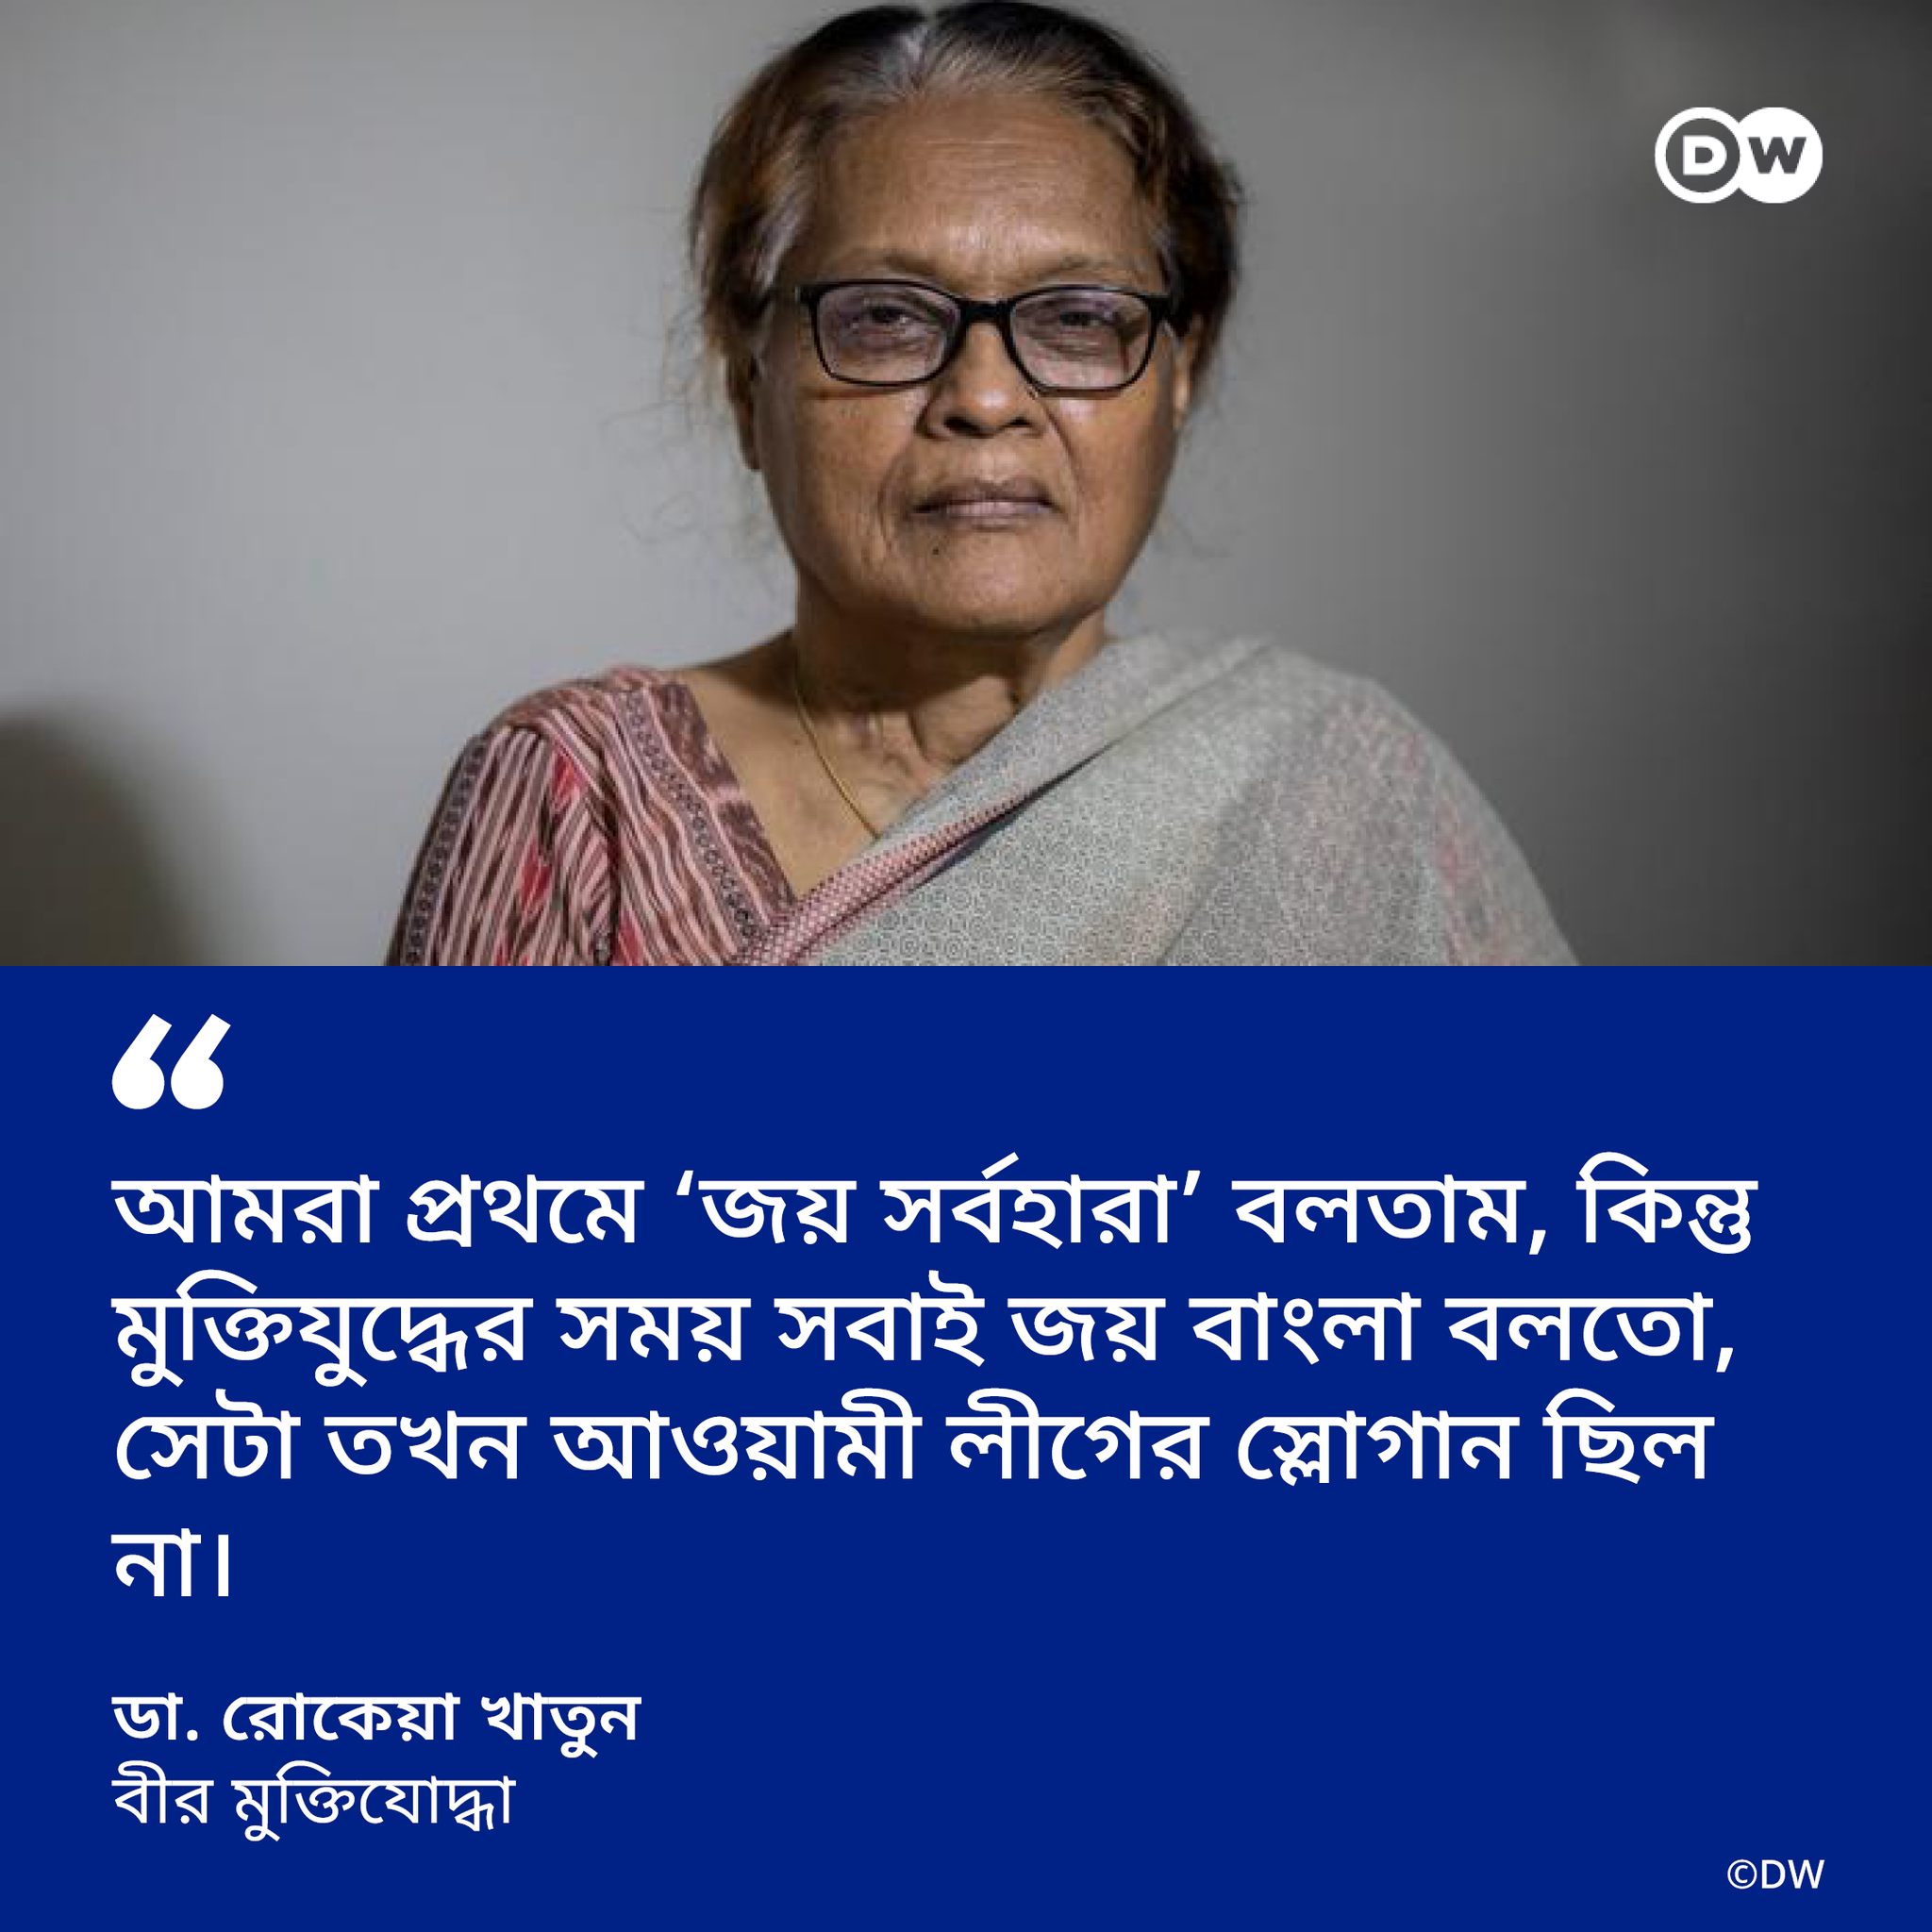 DW
“
আমরা প্রথমে ‘জয় সর্বহারা’ বলতাম, কিন্তু
মুক্তিযুদ্ধের সময় সবাই জয় বাংলা বলতো,
সেটা তখন আওয়ামী লীগের স্লোগান ছিল
না।
ডা. রোকেয়া খাতুন
বীর মুক্তিযোদ্ধা
©DW